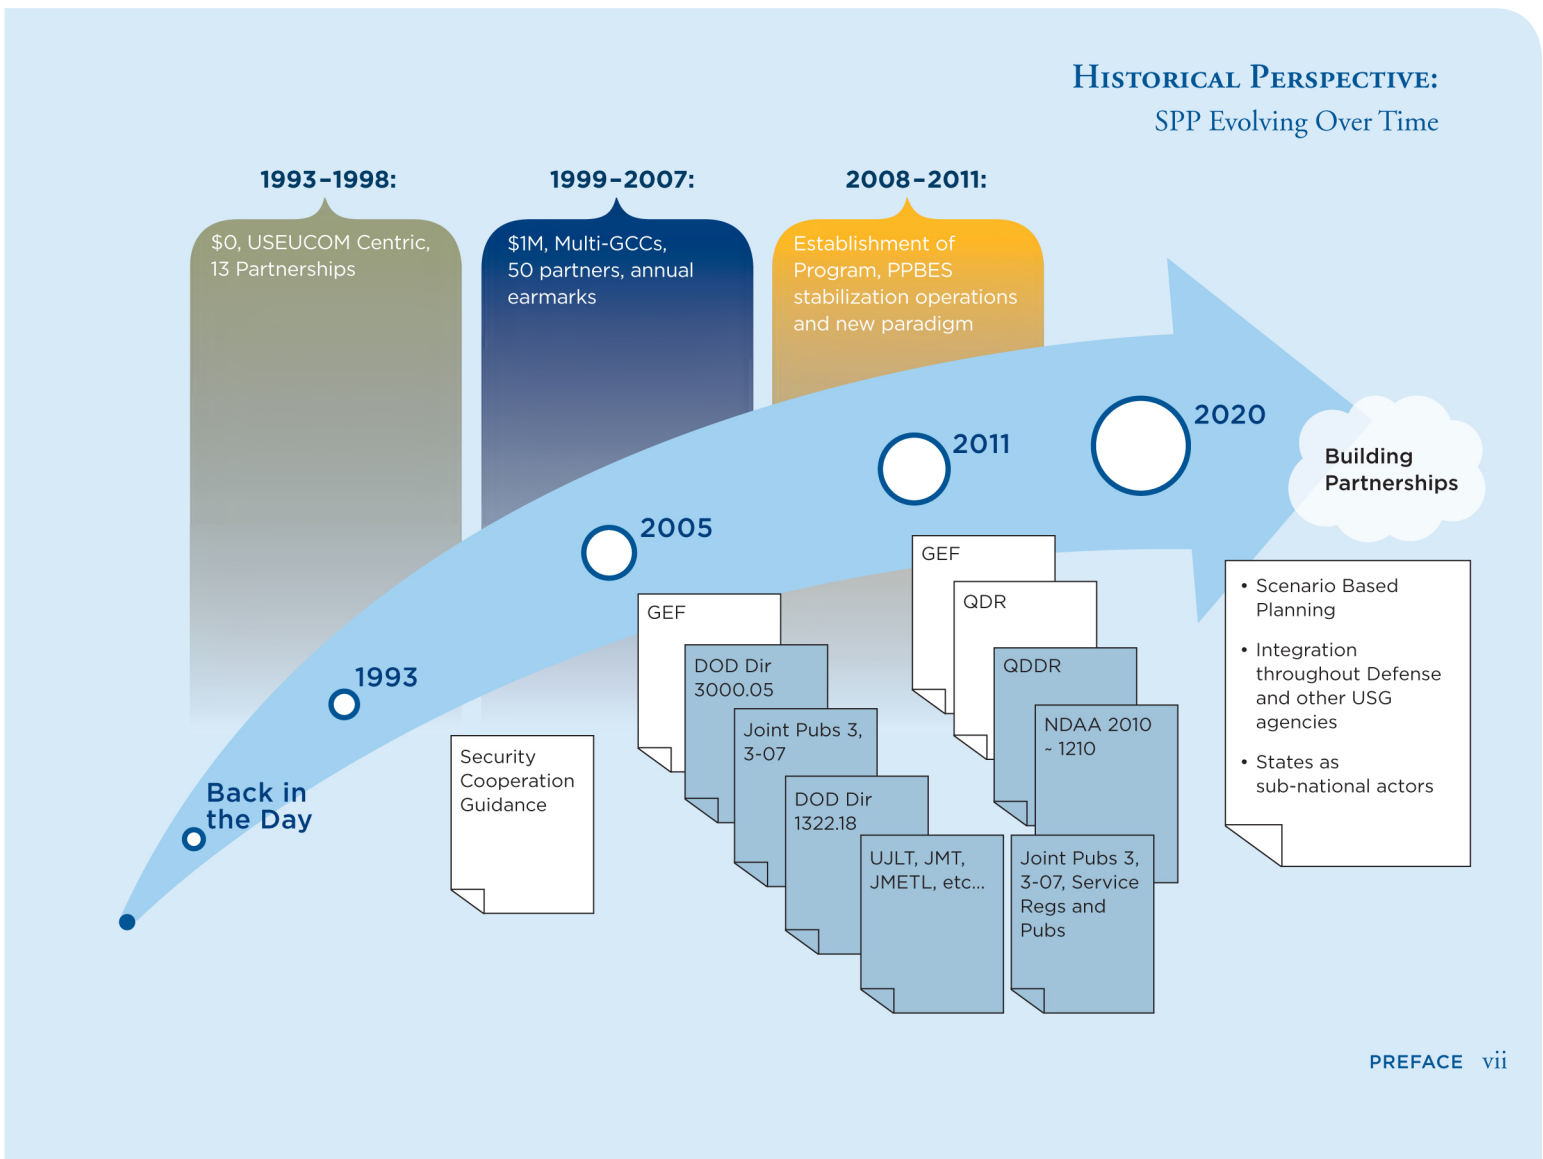 HISTORICAL PERSPECTIVE:
SPP Evolving Over Time
1993–1998:
$0, USEUCOM Centric,
13 Partnerships
1999–2007:
$1M, Multi-GCCs,
50 partners, annual
earmarks
2008–2011:
Establishment of
Program, PPBES
stabilization operations
and new paradigm
Back in
the Day
1993
2005
2011
2020
Building
Partnerships
Security
Cooperation
Guidance
GEF
DOD Dir
3000.05
Joint Pubs 3,
3-07
DOD Dir
1322.18
UJLT, JMT,
JMETL, etc...
GEF
QDR
QDDR
NDAA 2010
~ 1210
Joint Pubs 3,
3-07, Service
Regs and
Pubs
• Scenario Based
Planning
• Integration
throughout Defense
and other USG
agencies
• States as
sub-national actors
PREFACE vii